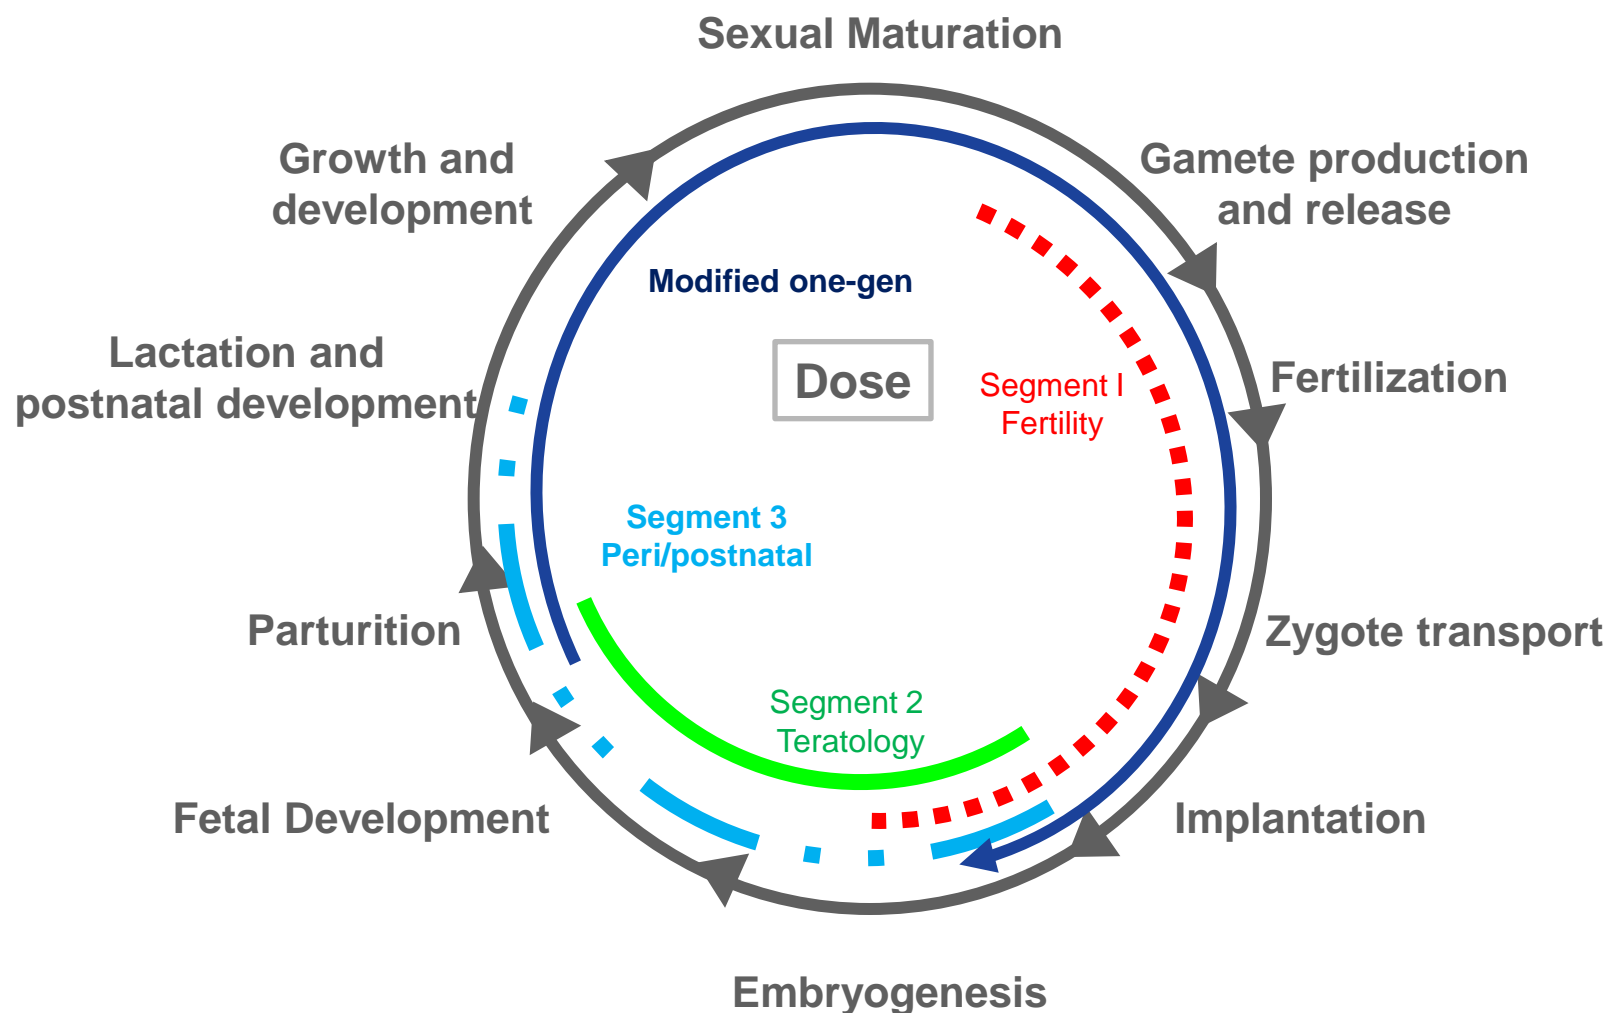 Sexual Maturation
Growth and
development
Gamete production
and release
Modified one-gen
Lactation and
postnatal development
Dose
Segment I
Fertility
Fertilization
Segment 3
Peri/postnatal
Parturition
Zygote transport
Segment 2
Teratology
Fetal Development
Implantation
Embryogenesis